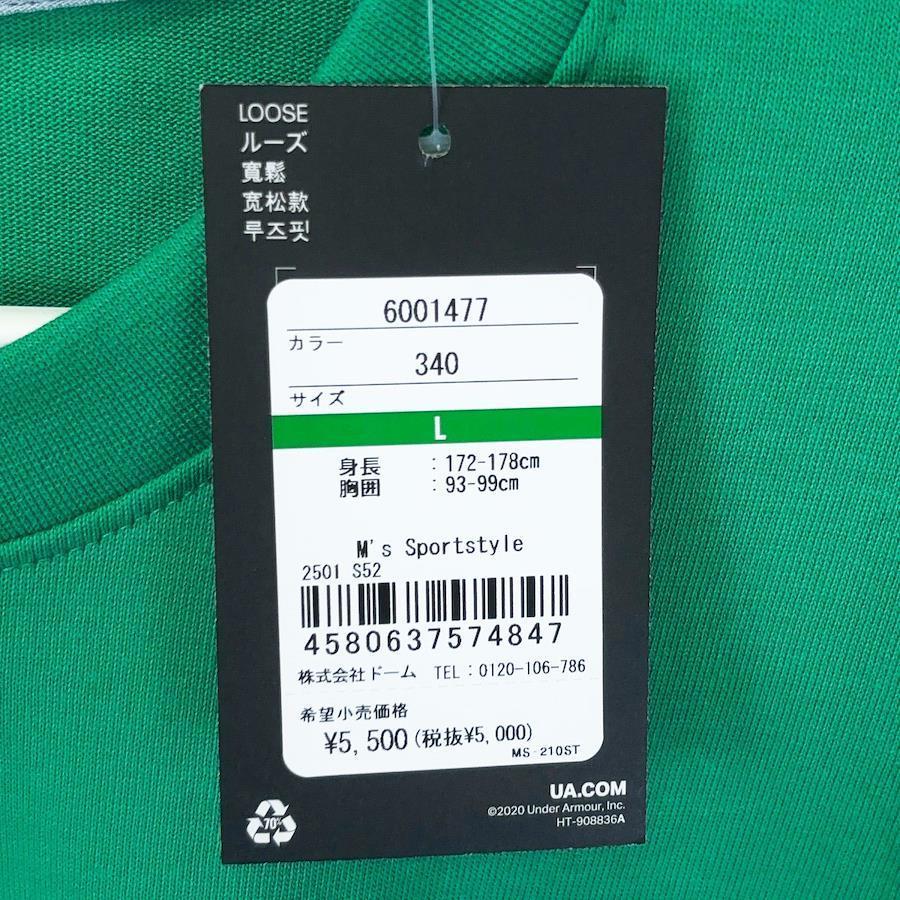 LOOSE
ルーズ
寬鬆
宽松款
루즈핏
6001477
カラー
340
サイズ
L
身長 : 172-178cm
胸囲 : 93-99cm
M's Sportstyle
2501 S52
4580637574847
株式会社ドーム TEL:0120-106-786
希望小売価格
¥5,500(税抜¥5,000)
MS-210ST
UA.COM
©2020 Under Armour, Inc.
HT-908836A
70%